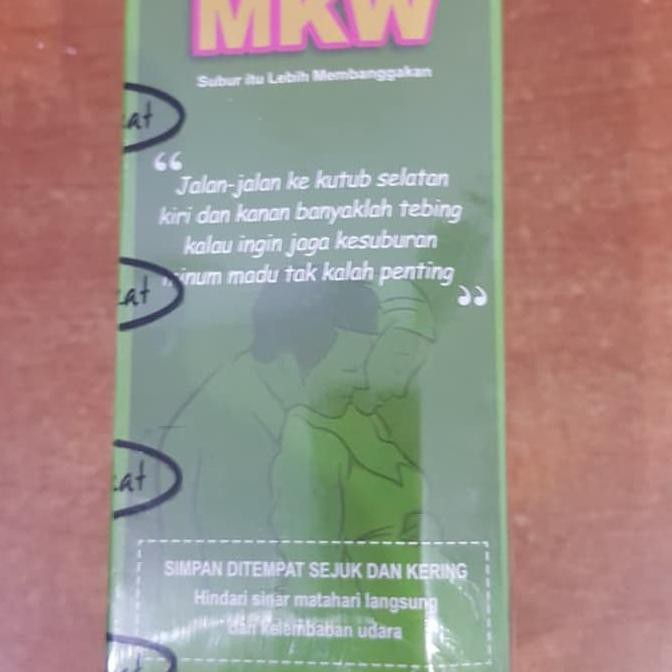 MKW
Subur itu Lebih Membanggakan
“
Jalan-jalan ke kutub selatan
kiri dan kanan banyaklah tebing
kalau ingin jaga kesuburan
minum madu tak kalah penting
”
SIMPAN DITEMPAT SEJUK DAN KERING
Hindari sinar matahari langsung
dan kelembaban udara